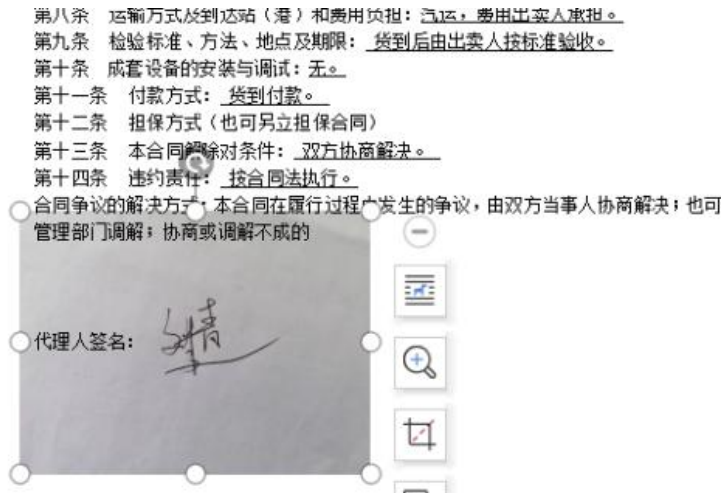 第八条 运输方式及到达站（港）和费用负担：汽运，费用出卖人承担。
第九条 检验标准、方法、地点及期限：货到后由出卖人按标准验收。
第十条 成套设备的安装与调试：无。
第十一条 付款方式：货到付款。
第十二条 担保方式（也可另立担保合同）
第十三条 本合同解除对条件：双方协商解决。
第十四条 违约责任：按合同法执行。
合同争议的解决方式：本合同在履行过程中发生的争议，由双方当事人协商解决；也可
管理部门调解；协商或调解不成的
代理人签名：